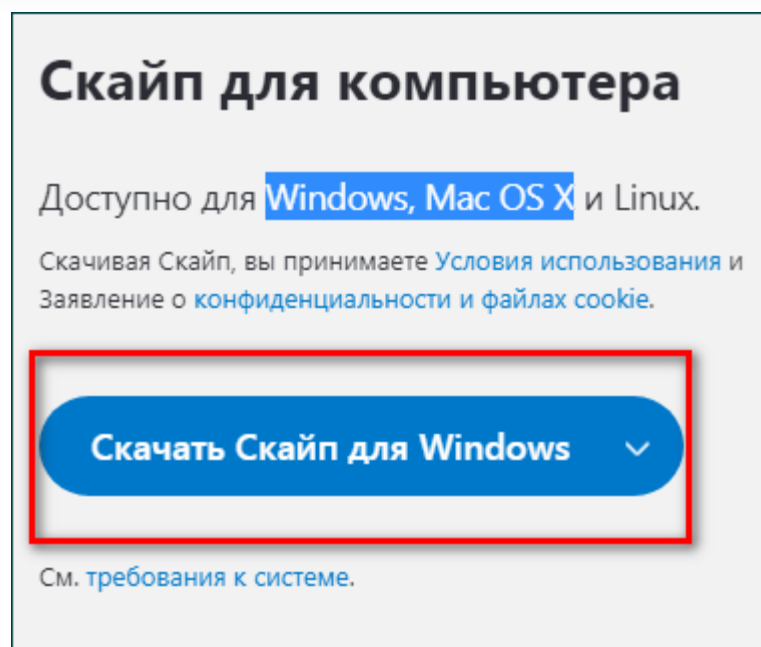 Скайп для компьютера
Доступно для Windows, Mac OS X и Linux.
Скачивая Скайп, вы принимаете Условия использования и
Заявление о конфиденциальности и файлах cookie.
Скачать Скайп для Windows
См. требования к системе.